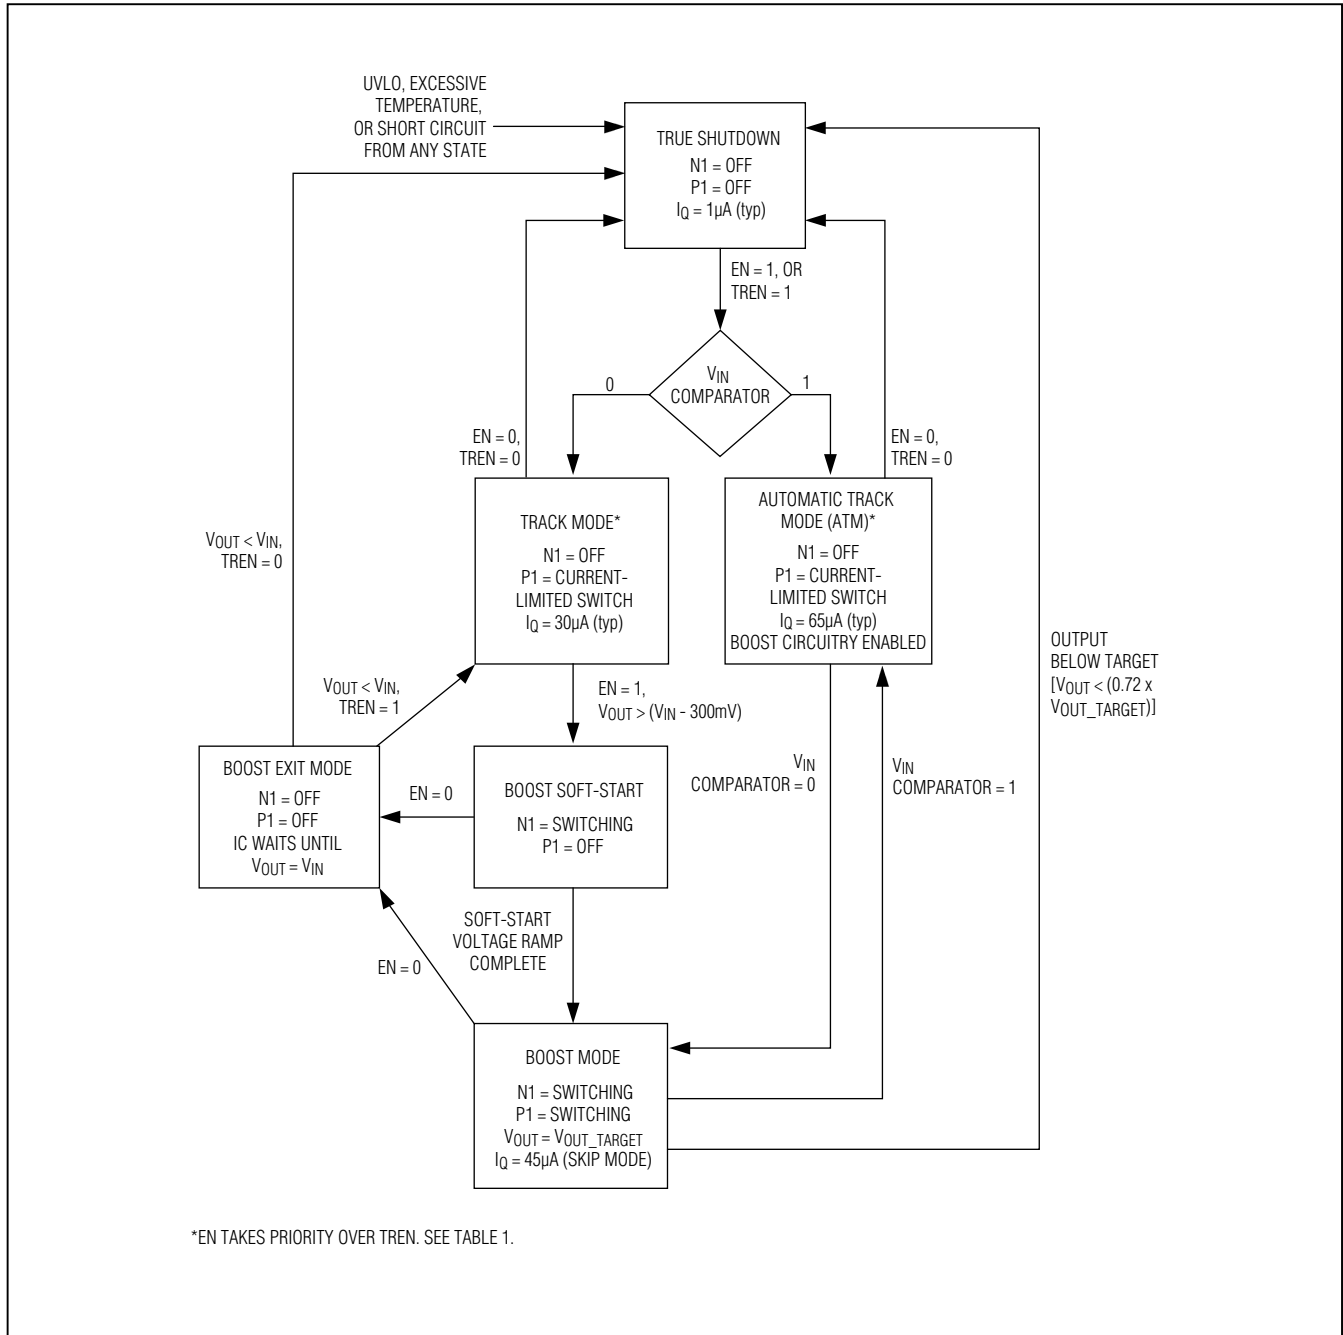 UVLO, EXCESSIVE
TEMPERATURE,
OR SHORT CIRCUIT
FROM ANY STATE
TRUE SHUTDOWN
N1 = OFF
P1 = OFF
IQ = 1µA (typ)
EN = 1, OR
TREN = 1
VIN
COMPARATOR
0
1
EN = 0,
TREN = 0
EN = 0,
TREN = 0
TRACK MODE*
N1 = OFF
P1 = CURRENT-
LIMITED SWITCH
IQ = 30µA (typ)
AUTOMATIC TRACK
MODE (ATM)*
N1 = OFF
P1 = CURRENT-
LIMITED SWITCH
IQ = 65µA (typ)
BOOST CIRCUITRY ENABLED
VOUT < VIN,
TREN = 0
OUTPUT
BELOW TARGET
[VOUT < (0.72 x
VOUT_TARGET)]
VOUT < VIN,
TREN = 1
EN = 1,
VOUT > (VIN - 300mV)
BOOST EXIT MODE
N1 = OFF
P1 = OFF
IC WAITS UNTIL
VOUT = VIN
EN = 0
BOOST SOFT-START
N1 = SWITCHING
P1 = OFF
VIN
COMPARATOR = 0
VIN
COMPARATOR = 1
SOFT-START
VOLTAGE RAMP
COMPLETE
EN = 0
BOOST MODE
N1 = SWITCHING
P1 = SWITCHING
VOUT = VOUT_TARGET
IQ = 45µA (SKIP MODE)
*EN TAKES PRIORITY OVER TREN. SEE TABLE 1.